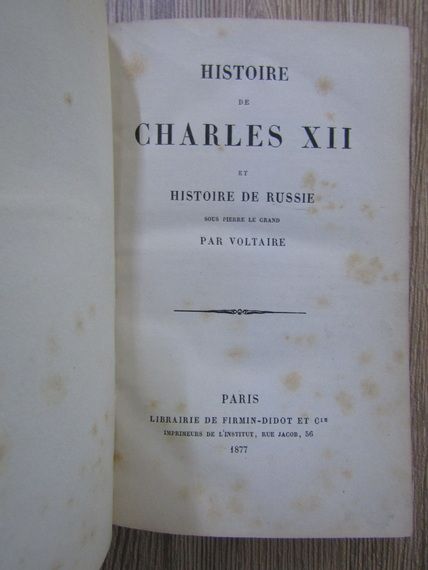 HISTOIRE
DE
CHARLES XII
ET
HISTOIRE DE RUSSIE
SOUS PIERRE LE GRAND
PAR VOLTAIRE
PARIS
LIBRAIRIE DE FIRMIN-DIDOT ET Cie
IMPRIMEURS DE L'INSTITUT, RUE JACOB, 56
1877